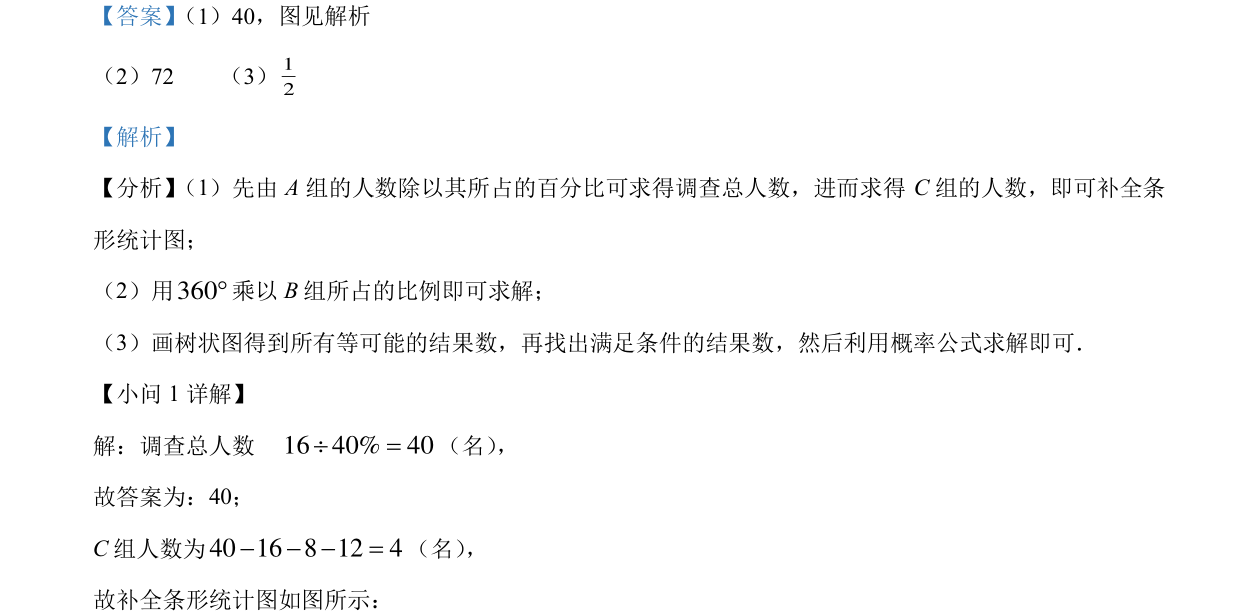 【答案】（1）40，图见解析
（2）72 （3）1/2
【解析】
【分析】（1）先由 A 组的人数除以其所占的百分比可求得调查总人数，进而求得 C 组的人数，即可补全条
形统计图；
（2）用360°乘以 B 组所占的比例即可求解；
（3）画树状图得到所有等可能的结果数，再找出满足条件的结果数，然后利用概率公式求解即可．
【小问 1 详解】
解：调查总人数 16÷40%=40（名），
故答案为：40；
C 组人数为40−16−8−12=4（名），
故补全条形统计图如图所示：